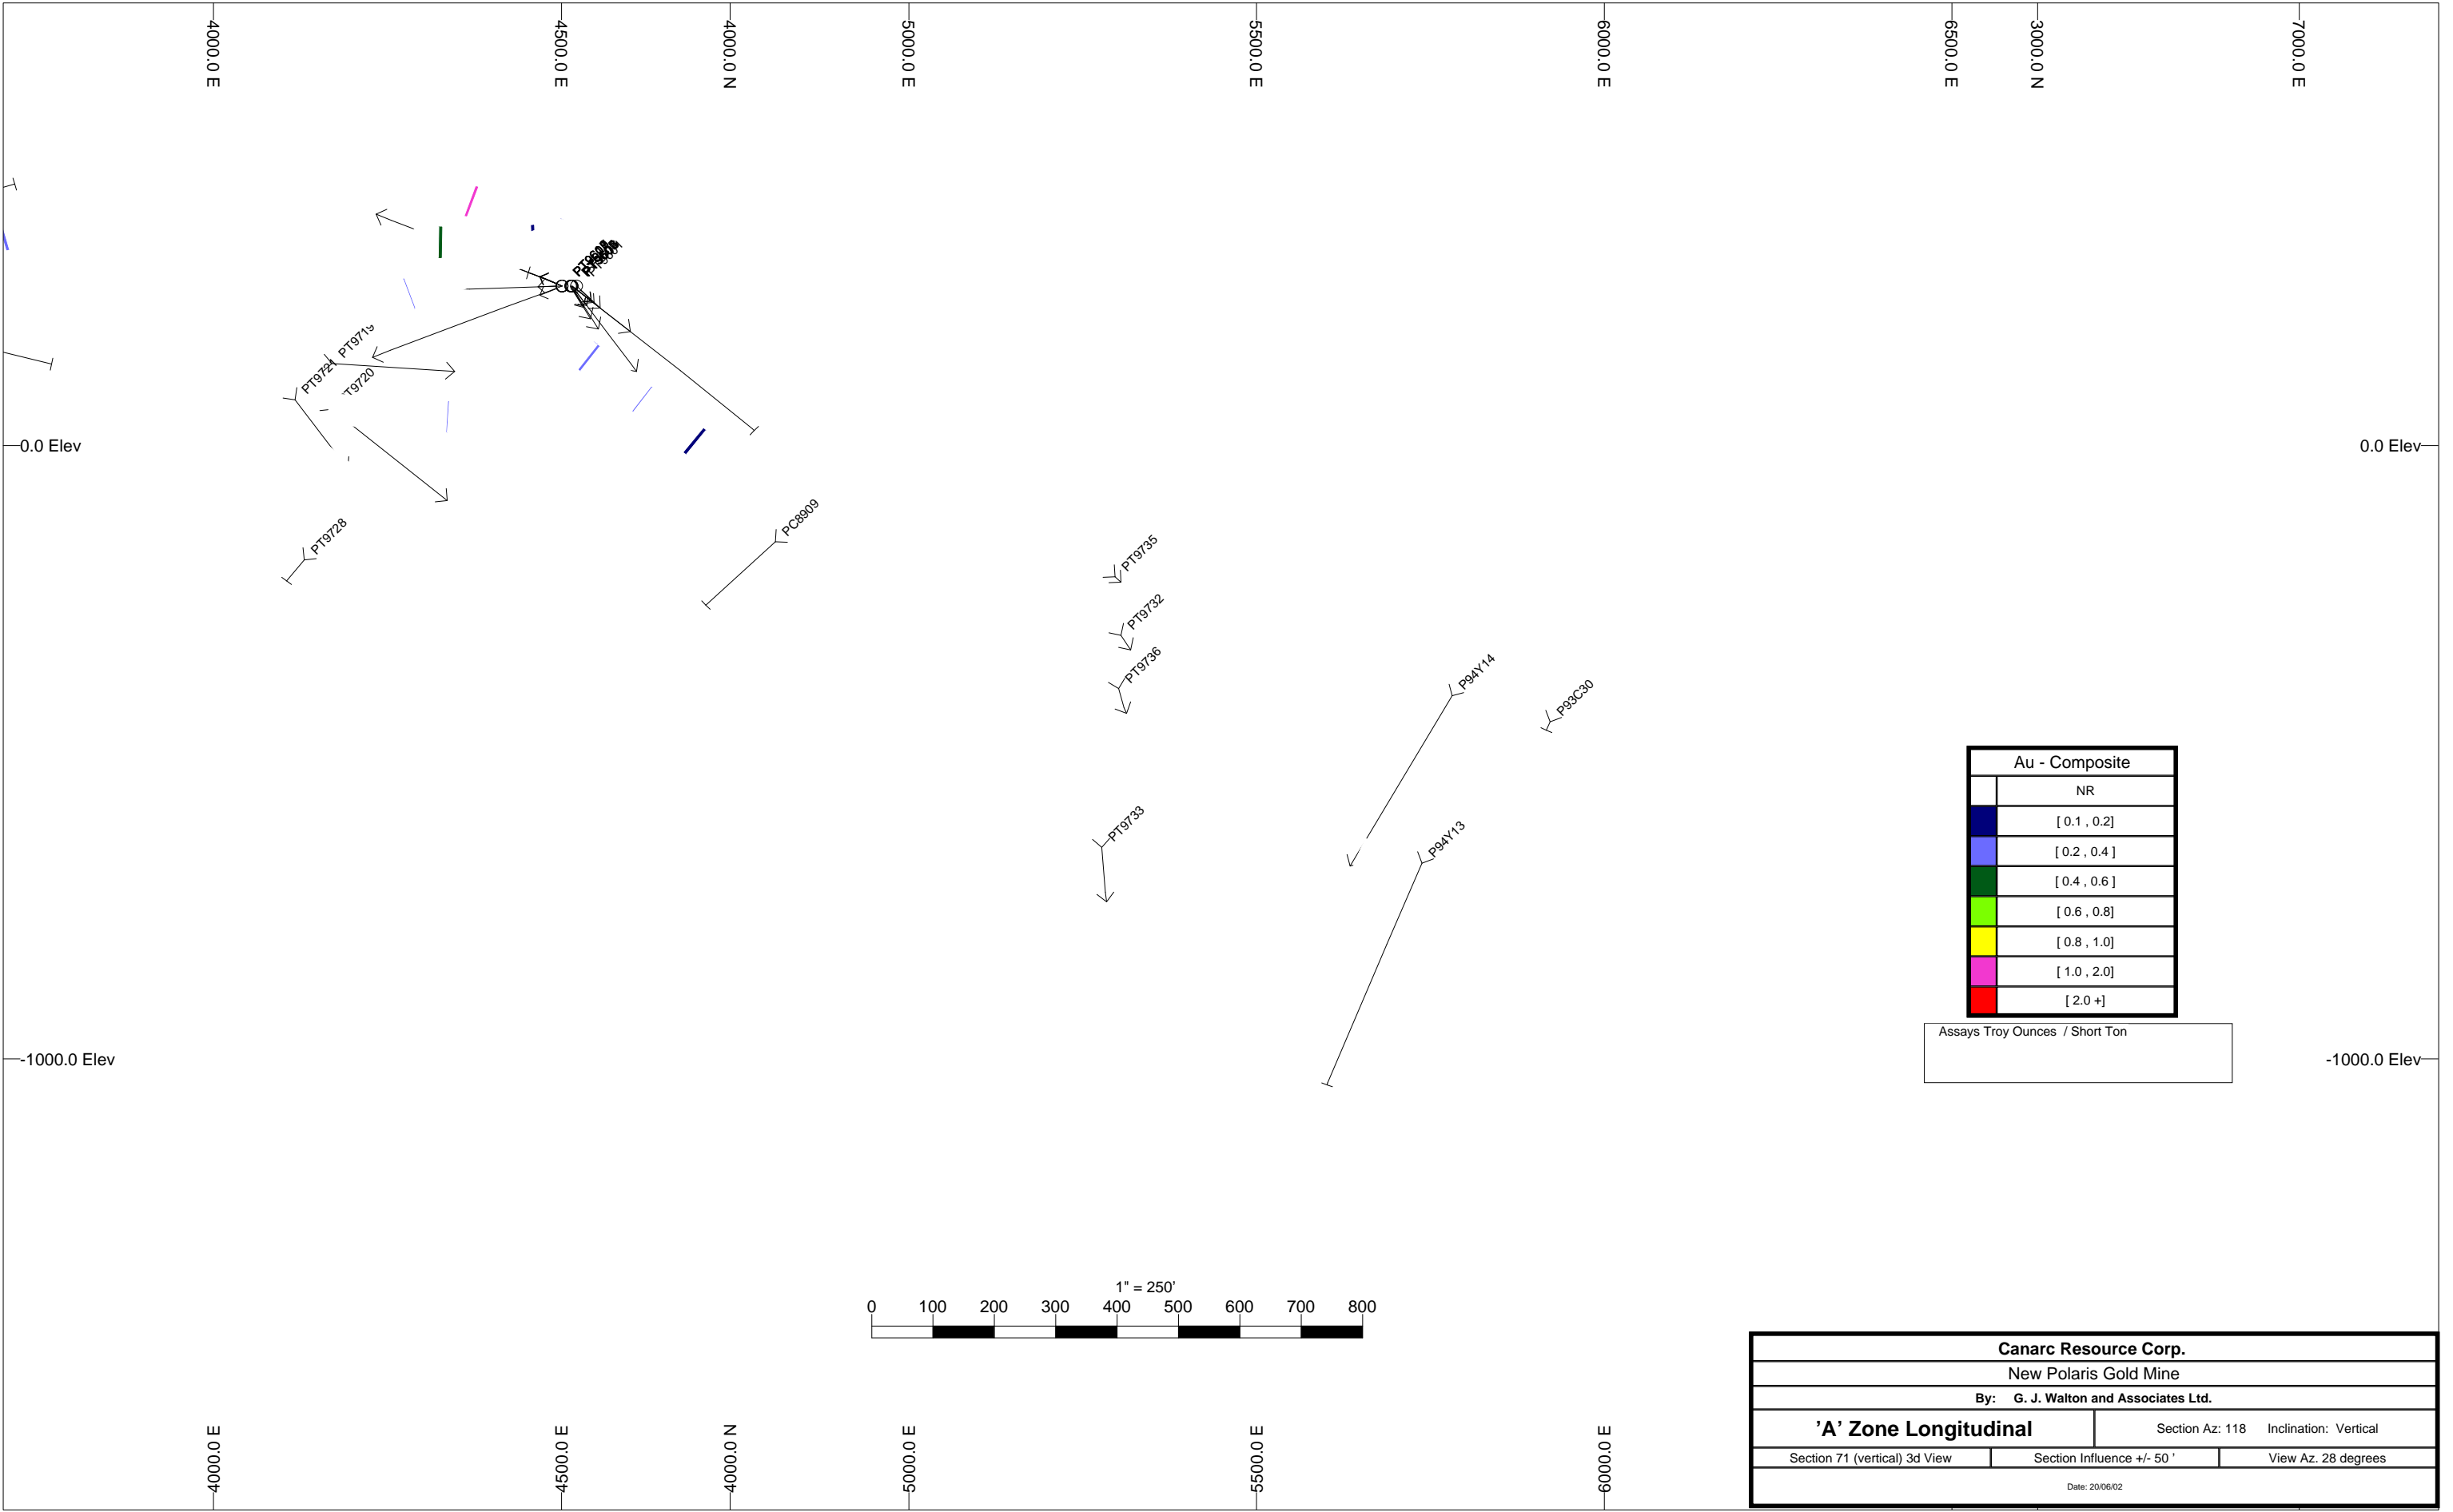 4000.0 E
4500.0 E
4000.0 N
5000.0 E
5500.0 E
6000.0 E
6500.0 E
3000.0 N
7000.0 E
PT9719
PT9721
T9720
0.0 Elev
0.0 Elev
PT9728
PC8909
PT9735
PT9732
PT9736
P94Y14
P93C30
PT9733
P94Y13
Au - Composite
NR
[ 0.1 , 0.2]
[ 0.2 , 0.4 ]
[ 0.4 , 0.6 ]
[ 0.6 , 0.8]
[ 0.8 , 1.0]
[ 1.0 , 2.0]
[ 2.0 +]
Assays Troy Ounces / Short Ton
-1000.0 Elev
-1000.0 Elev
1" = 250'
0 100 200 300 400 500 600 700 800
4000.0 E
4500.0 E
4000.0 N
5000.0 E
5500.0 E
6000.0 E
Canarc Resource Corp.
New Polaris Gold Mine
By: G. J. Walton and Associates Ltd.
'A' Zone Longitudinal
Section Az: 118 Inclination: Vertical
Section 71 (vertical) 3d View
Section Influence +/- 50 '
View Az. 28 degrees
Date: 20/06/02